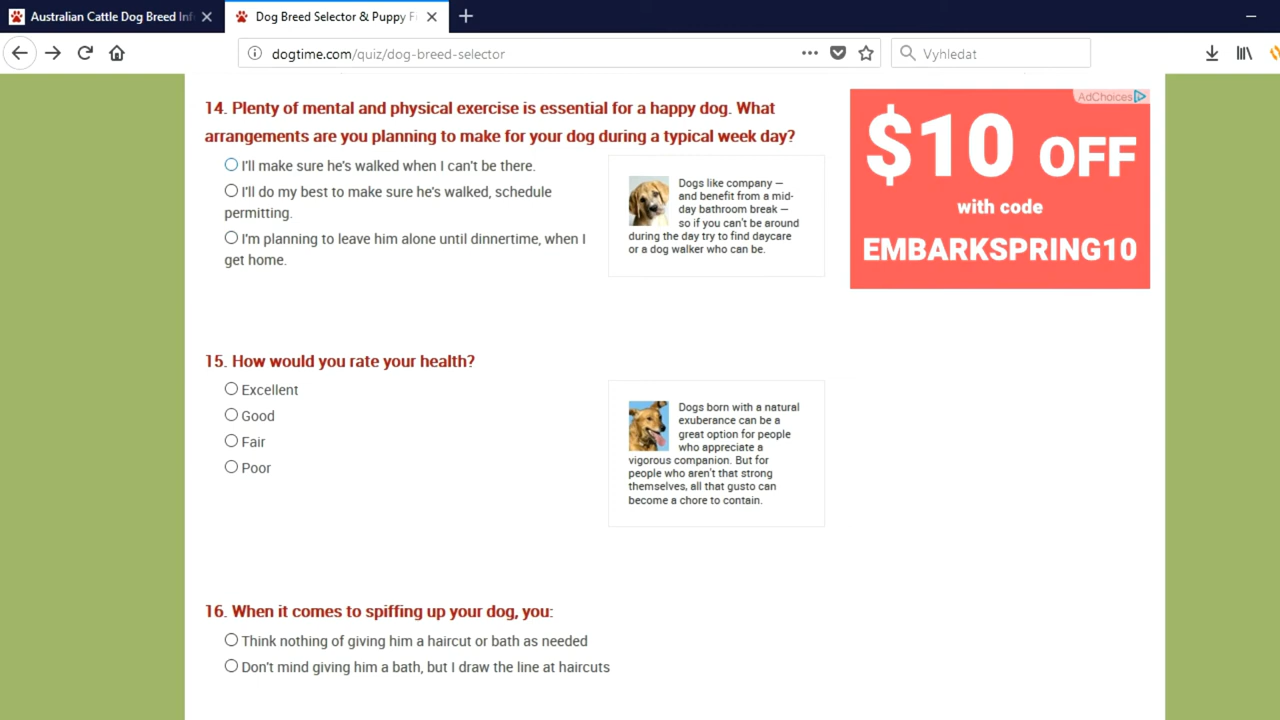 Australian Cattle Dog Breed Inf
Dog Breed Selector & Puppy Fi
dogtime.com/quiz/dog-breed-selector
Vyhledat
14. Plenty of mental and physical exercise is essential for a happy dog. What
arrangements are you planning to make for your dog during a typical week day?
I'll make sure he's walked when I can't be there.
I'll do my best to make sure he's walked, schedule
permitting.
I'm planning to leave him alone until dinnertime, when I
get home.
Dogs like company —
and benefit from a mid-
day bathroom break —
so if you can't be around
during the day try to find daycare
or a dog walker who can be.
AdChoices
$10 OFF
with code
EMBARKSPRING10
15. How would you rate your health?
Excellent
Good
Fair
Poor
Dogs born with a natural
exuberance can be a
great option for people
who appreciate a
vigorous companion. But for
people who aren't that strong
themselves, all that gusto can
become a chore to contain.
16. When it comes to spiffing up your dog, you:
Think nothing of giving him a haircut or bath as needed
Don't mind giving him a bath, but I draw the line at haircuts